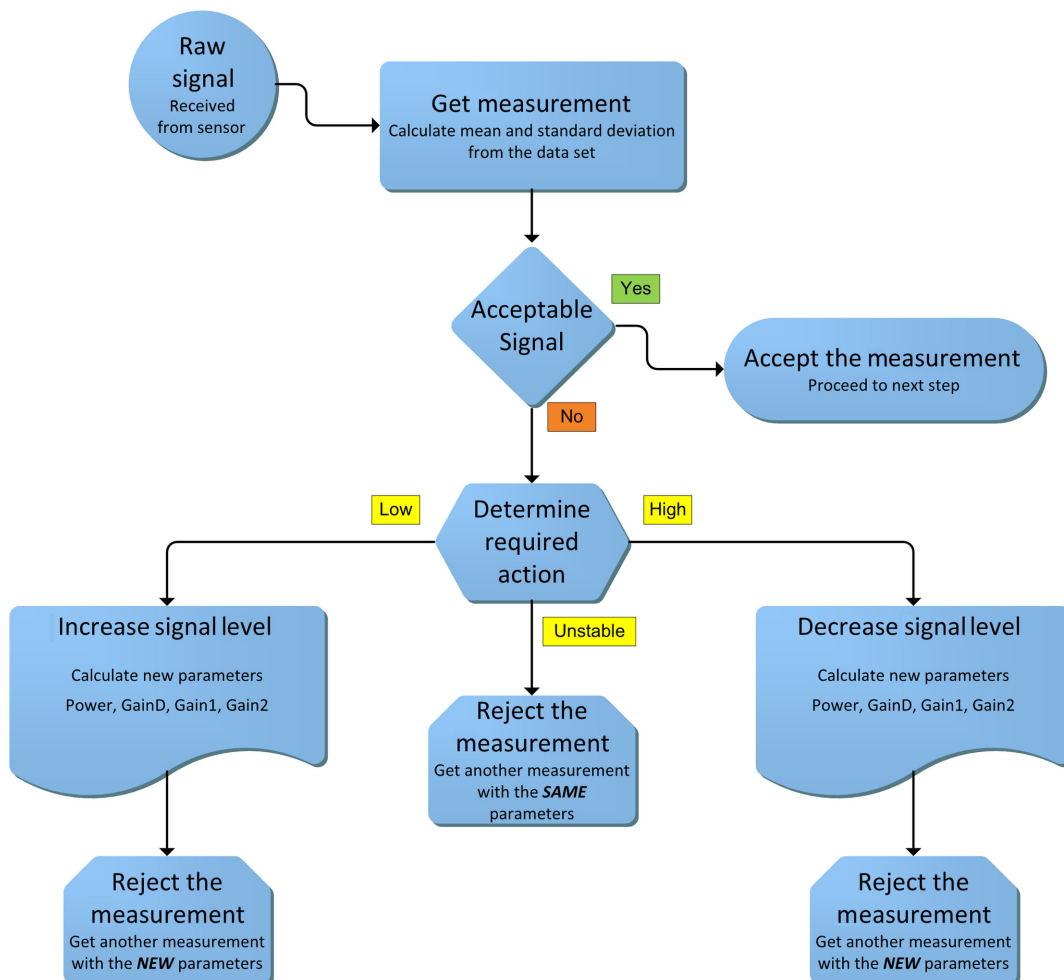 Raw
signal
Received
from sensor
Get measurement
Calculate mean and standard deviation
from the data set
Acceptable
Signal
Yes
Accept the measurement
Proceed to next step
No
Determine
required
action
Low
High
Unstable
Increase signal level
Calculate new parameters
Power, GainD, Gain1, Gain2
Reject the
measurement
Get another measurement
with the SAME
parameters
Decrease signal level
Calculate new parameters
Power, GainD, Gain1, Gain2
Reject the
measurement
Get another measurement
with the NEW parameters
Reject the
measurement
Get another measurement
with the NEW parameters